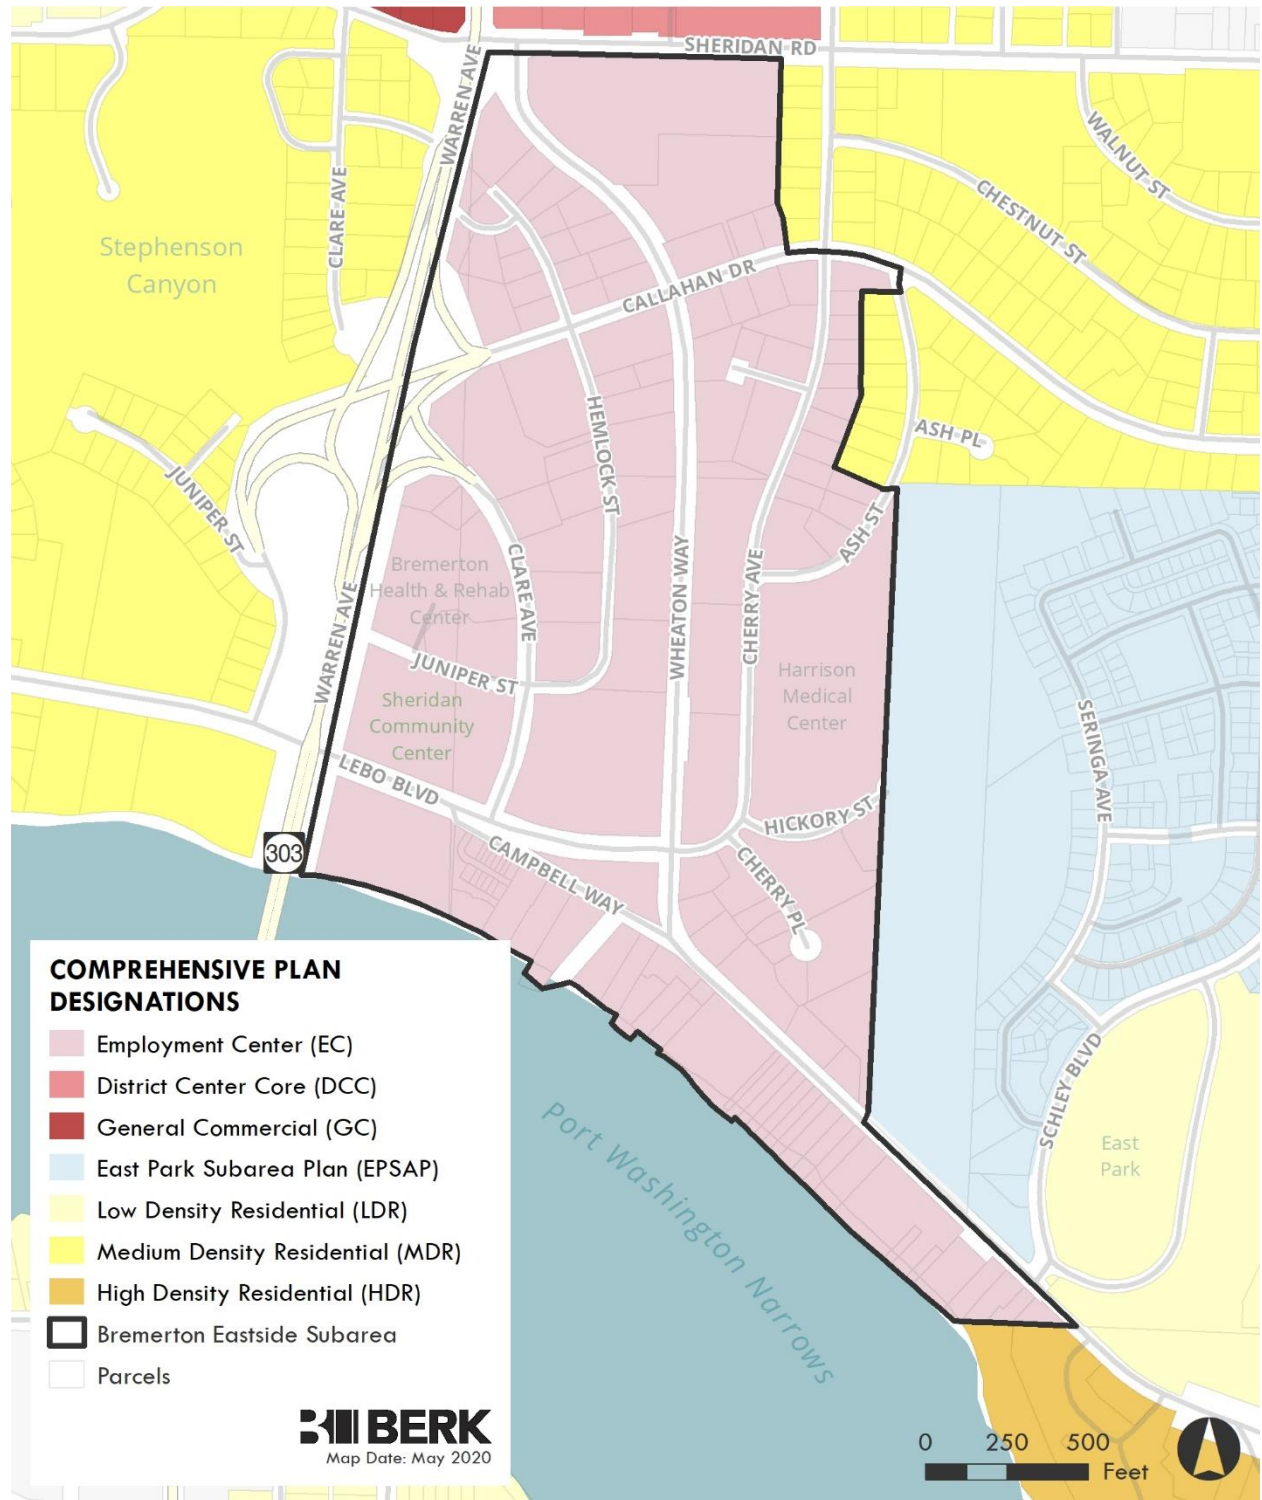 SHERIDAN RD
WARREN AVE
WALNUT ST
CHESTNUT ST
CLARE AVE
Stephenson
Canyon
CALLAHAN DR
HEMLOCK ST
ASH PL
JUNIPER ST
ASH ST
WHEATON WAY
CHERRY AVE
CLARE AVE
Bremerton
Health & Rehab
Center
WARREN AVE
JUNIPER ST
Sheridan
Community
Center
Harrison
Medical
Center
SERINGA AVE
LEBO BLVD
HICKORY ST
303
CAMPBELL WAY
CHERRY PL
SCHLEY BLVD
East
Park
Port Washington Narrows
COMPREHENSIVE PLAN
DESIGNATIONS
Employment Center (EC)
District Center Core (DCC)
General Commercial (GC)
East Park Subarea Plan (EPSAP)
Low Density Residential (LDR)
Medium Density Residential (MDR)
High Density Residential (HDR)
Bremerton Eastside Subarea
Parcels
BERK
Map Date: May 2020
0 250 500
Feet